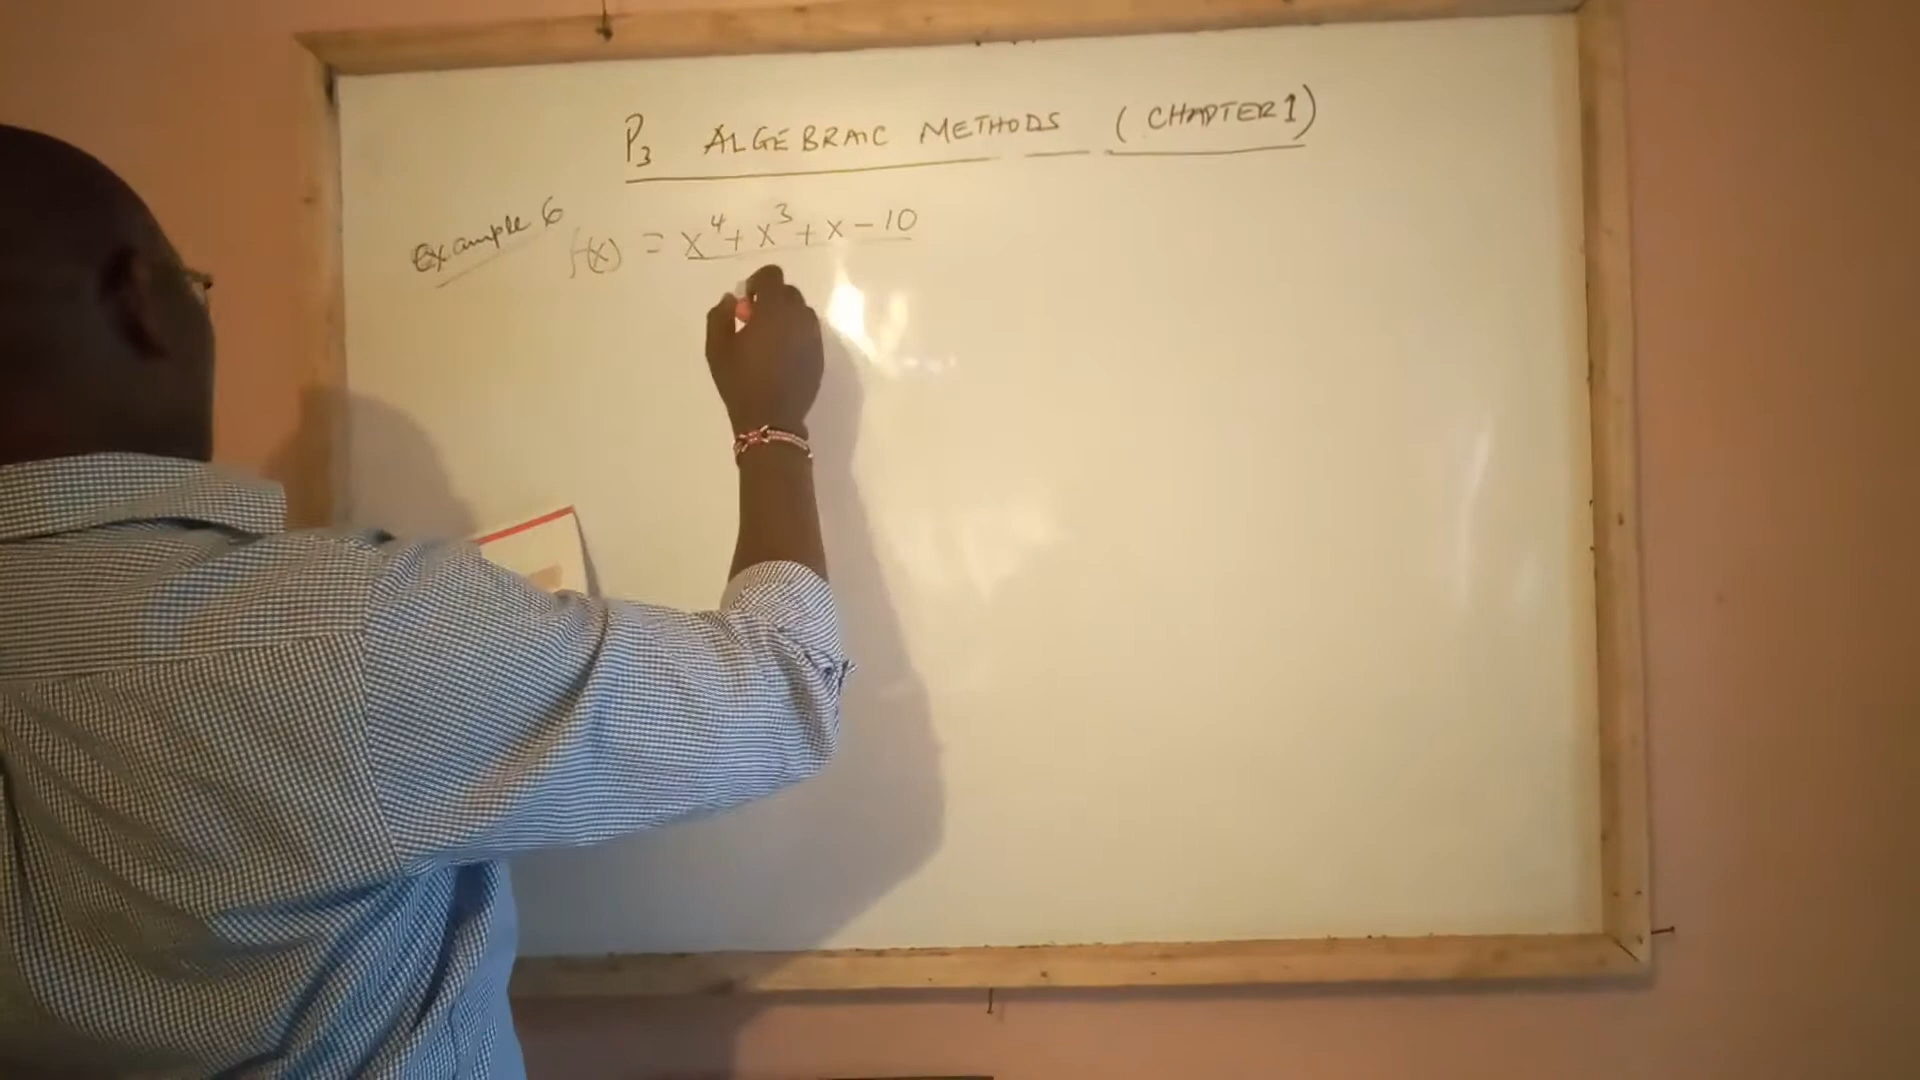 P₃ ALGEBRAIC METHODS (CHAPTER 1)
example 6 f(x) = x⁴ + x³ + x - 10